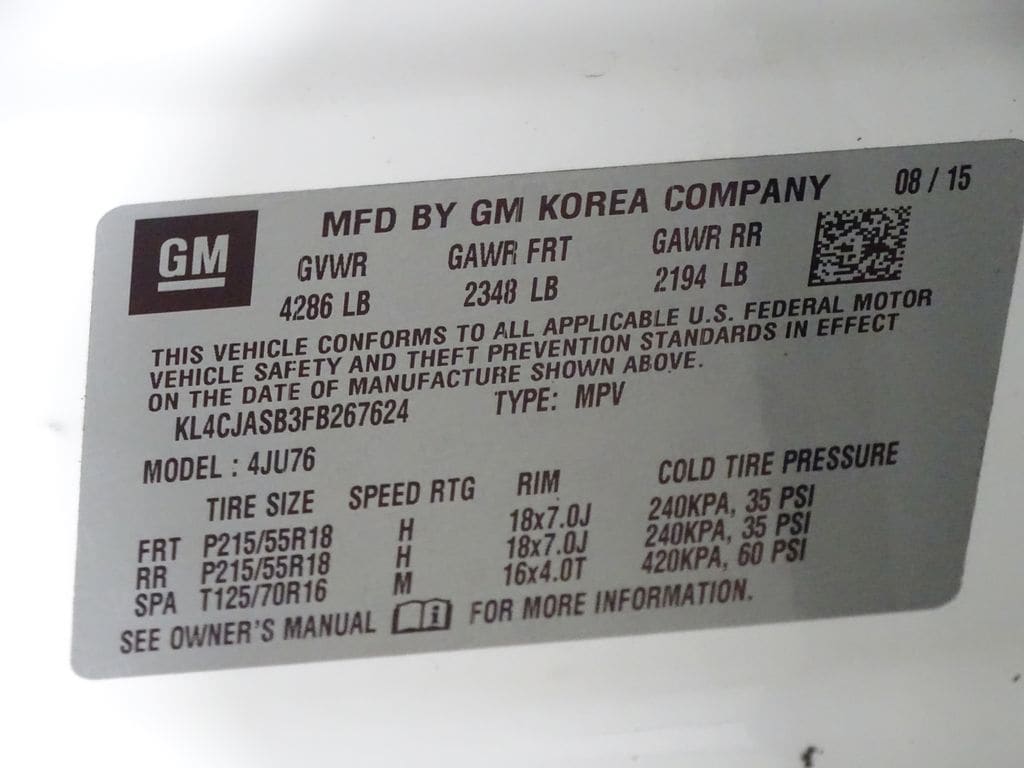 GM
MFD BY GM KOREA COMPANY 08 / 15
GVWR GAWR FRT GAWR RR
4286 LB 2348 LB 2194 LB
THIS VEHICLE CONFORMS TO ALL APPLICABLE U.S. FEDERAL MOTOR
VEHICLE SAFETY AND THEFT PREVENTION STANDARDS IN EFFECT
ON THE DATE OF MANUFACTURE SHOWN ABOVE.
KL4CJASB3FB267624 TYPE: MPV
MODEL : 4JU76
TIRE SIZE SPEED RTG RIM COLD TIRE PRESSURE
FRT P215/55R18 H 18x7.0J 240KPA, 35 PSI
RR P215/55R18 H 18x7.0J 240KPA, 35 PSI
SPA T125/70R16 M 16x4.0T 420KPA, 60 PSI
SEE OWNER'S MANUAL i FOR MORE INFORMATION.